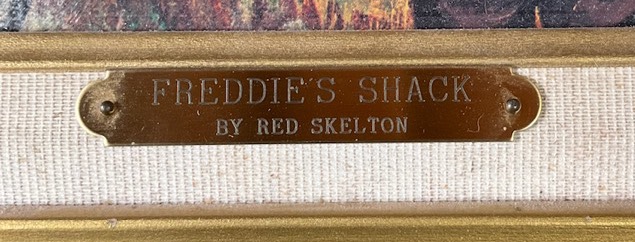 FREDDIE'S SHACK
BY RED SKELTON